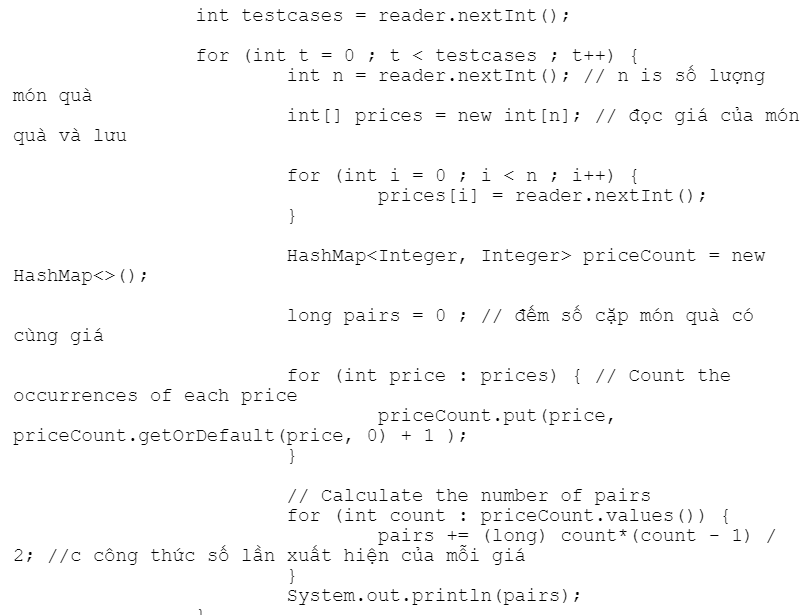 int testcases = reader.nextInt();
for (int t = 0 ; t < testcases ; t++) {
int n = reader.nextInt(); // n is số lượng
món quà
int[] prices = new int[n]; // đọc giá của món
quà và lưu
for (int i = 0 ; i < n ; i++) {
prices[i] = reader.nextInt();
}
HashMap<Integer, Integer> priceCount = new
HashMap<>();
long pairs = 0 ; // đếm số cặp món quà có
cùng giá
for (int price : prices) { // Count the
occurrences of each price
priceCount.put(price,
priceCount.getOrDefault(price, 0) + 1 );
}
// Calculate the number of pairs
for (int count : priceCount.values()) {
pairs += (long) count*(count - 1) /
2; //c công thức số lần xuất hiện của mỗi giá
}
System.out.println(pairs);
}